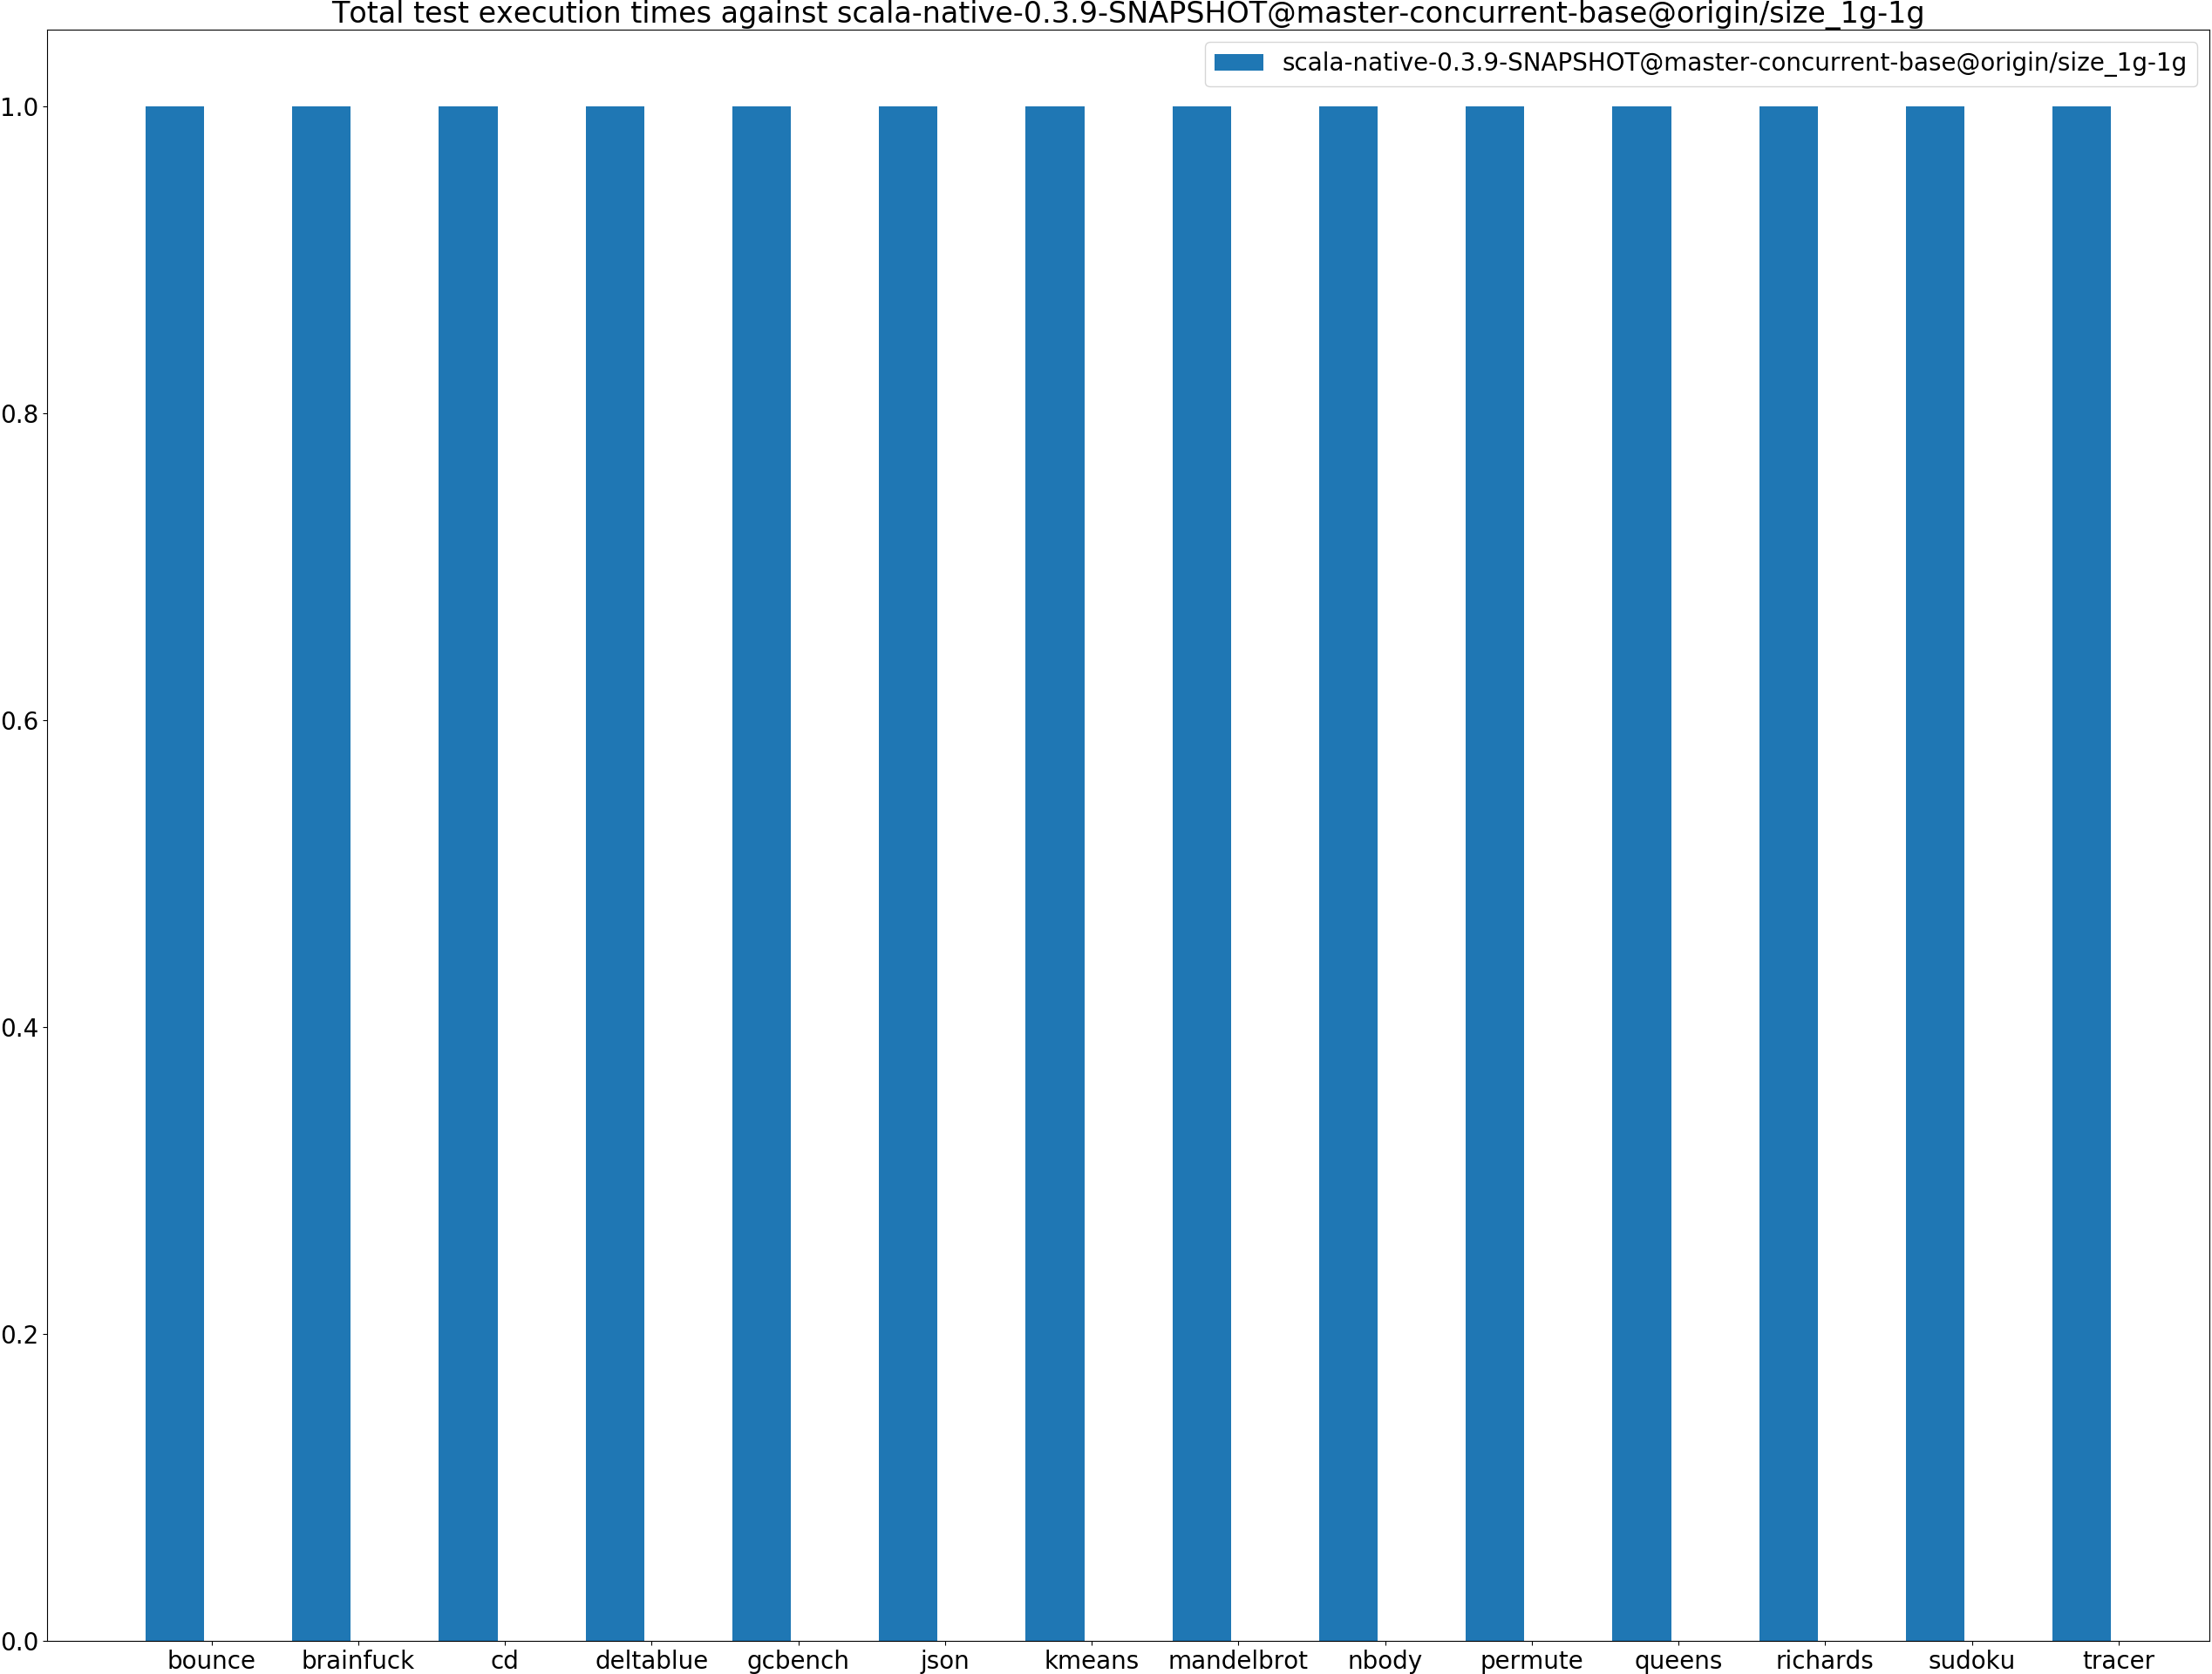 Total test execution times against scala-native-0.3.9-SNAPSHOT@master-concurrent-base@origin/size_1g-1g
scala-native-0.3.9-SNAPSHOT@master-concurrent-base@origin/size_1g-1g
1.0
0.8
0.6
0.4
0.2
0.0
bounce brainfuck cd deltablue gcbench json kmeans mandelbrot nbody permute queens richards sudoku tracer